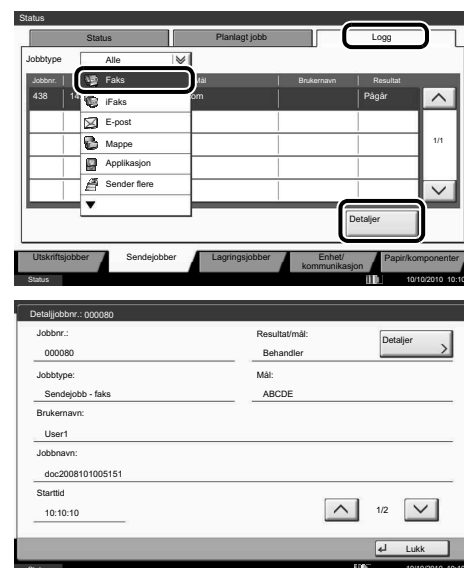 Status
Status Planlagt jobb Logg
Jobbtype Alle
Jobbnr. Mål Brukernavn Resultat
438 14 Faks om Pågår
iFaks
E-post
1/1
Mappe
Applikasjon
Sender flere
Detaljer
Utskriftsjobber Sendejobber Lagringsjobber Enhet/ kommunikasjon Papir/komponenter
Status 10/10/2010 10:10
Detaljjobbnr.: 000080
Jobbnr.: Resultat/mål: Detaljer
000080 Behandler
Jobbtype: Mål:
Sendejobb - faks ABCDE
Brukernavn:
User1
Jobbnavn:
doc2008101005151
Starttid
10:10:10 1/2
Lukk